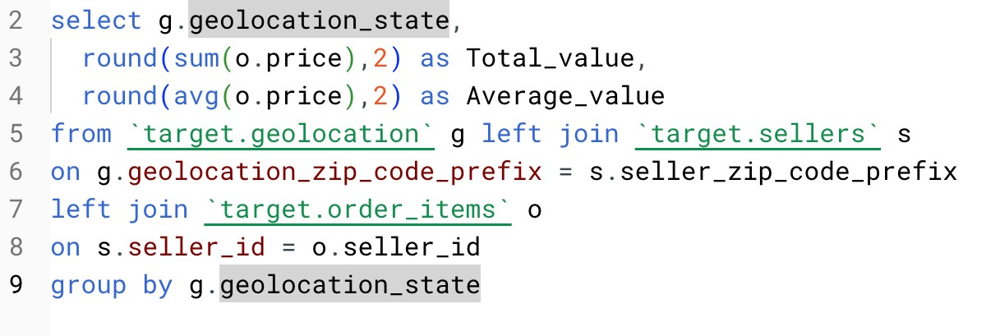 2 select g.geolocation_state,
3 round(sum(o.price),2) as Total_value,
4 round(avg(o.price),2) as Average_value
5 from `target.geolocation` g left join `target.sellers` s
6 on g.geolocation_zip_code_prefix = s.seller_zip_code_prefix
7 left join `target.order_items` o
8 on s.seller_id = o.seller_id
9 group by g.geolocation_state